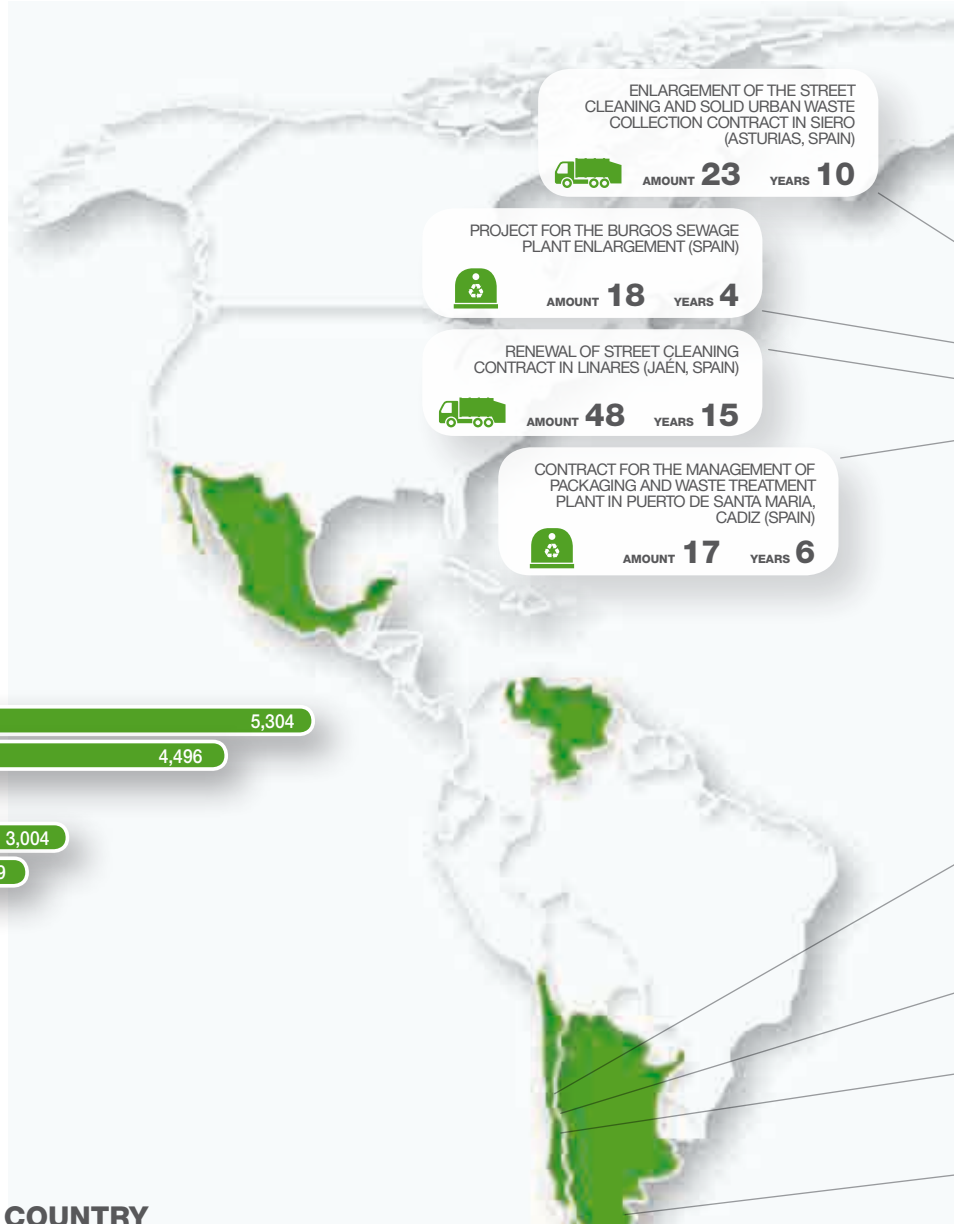 ENLARGEMENT OF THE STREET
CLEANING AND SOLID URBAN WASTE
COLLECTION CONTRACT IN SIERO
(ASTURIAS, SPAIN)
AMOUNT 23 YEARS 10
PROJECT FOR THE BURGOS SEWAGE
PLANT ENLARGEMENT (SPAIN)
AMOUNT 18 YEARS 4
RENEWAL OF STREET CLEANING
CONTRACT IN LINARES (JAÉN, SPAIN)
AMOUNT 48 YEARS 15
CONTRACT FOR THE MANAGEMENT OF
PACKAGING AND WASTE TREATMENT
PLANT IN PUERTO DE SANTA MARIA,
CADIZ (SPAIN)
AMOUNT 17 YEARS 6
5,304
4,496
3,004
9
COUNTRY